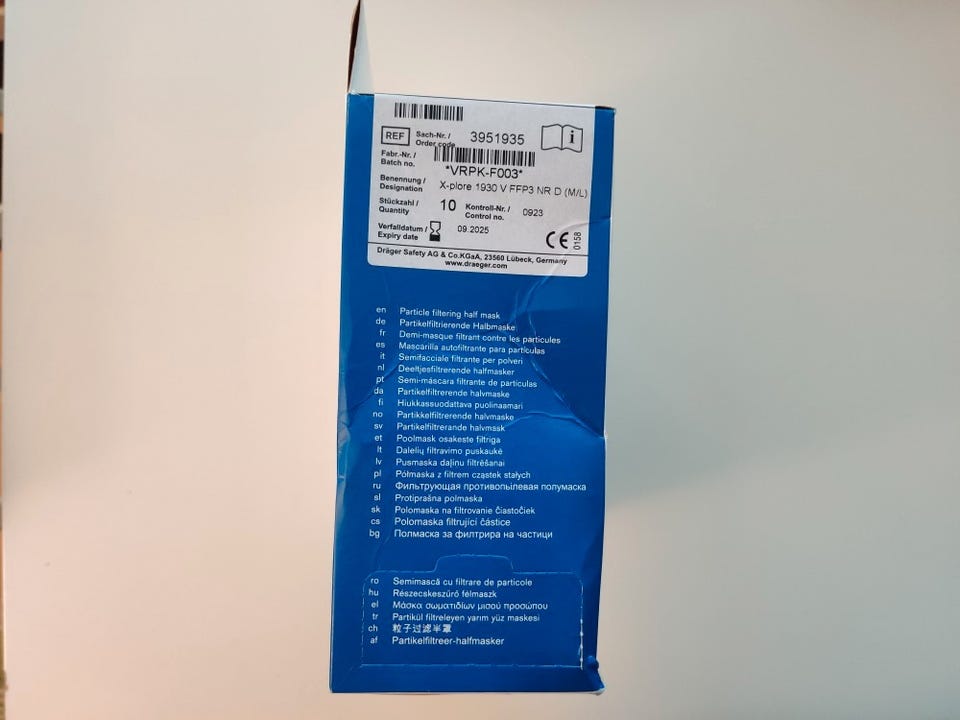 REF Sach-Nr. / Order code 3951935 i
Fabr.-Nr. / Batch no. *VRPK-F003*
Benennung / Designation X-plore 1930 V FFP3 NR D (M/L)
Stückzahl / Quantity 10 Kontroll-Nr. / Control no. 0923
Verfalldatum / Expiry date 09.2025 CE 0158
Dräger Safety AG & Co.KGaA, 23560 Lübeck, Germany
www.draeger.com
en Particle filtering half mask
de Partikelfiltrierende Halbmaske
fr Demi-masque filtrant contre les particules
es Mascarilla autofiltrante para partículas
it Semifacciale filtrante per polveri
nl Deeltjesfiltrerende halfmasker
pt Semi-máscara filtrante de partículas
da Partikelfiltrerende halvmaske
fi Hiukkassuodattava puolinaamari
no Partikkelfiltrerende halvmaske
sv Partikelfiltrerande halvmask
et Poolmask osakeste filtriga
lt Dalelių filtravimo puskaukė
lv Pusmaska daļiņu filtrēšanai
pl Półmaska z filtrem cząstek stałych
ru Фильтрующая противопылевая полумаска
sl Protiprašna polmaska
sk Polomaska na filtrovanie čiastočiek
cs Polomaska filtrující částice
bg Полмаска за филтрира на частици
ro Semimască cu filtrare de particole
hu Részecskeszűrő félmaszk
el Μάσκα σωματιδίων μισού προσώπου
tr Partikül filtreleyen yarım yüz maskesi
ch 粒子过滤半罩
af Partikelfiltreer-halfmasker